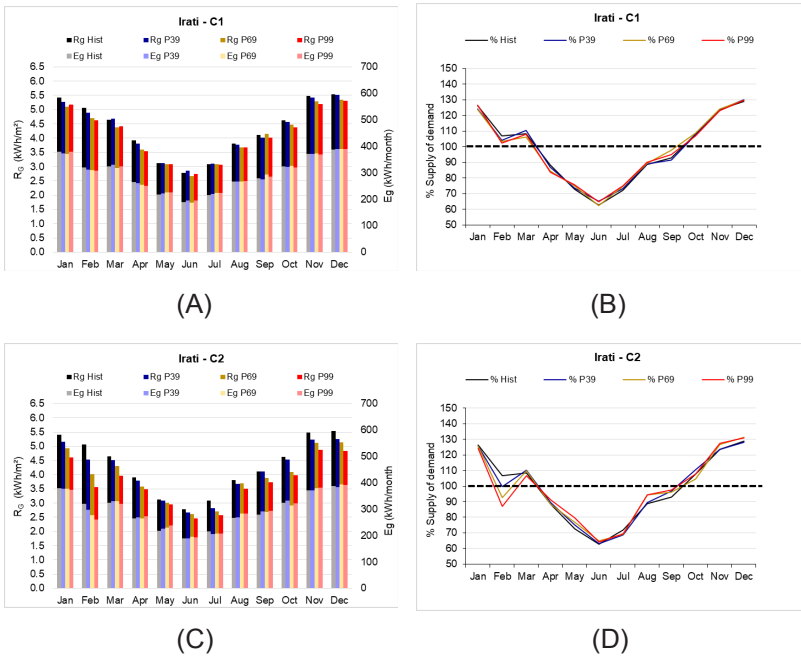 Irati - C1
Rg Hist Rg P39 Rg P69 Rg P99
Eg Hist Eg P39 Eg P69 Eg P99
R_G (kWh/m²)
6.5
6.0
5.5
5.0
4.5
4.0
3.5
3.0
2.5
2.0
1.5
1.0
0.5
0.0
700
600
500
400
300
200
100
0
Eg (kWh/month)
Jan Feb Mar Apr May Jun Jul Aug Sep Oct Nov Dec
(A)
Irati - C1
% Hist % P39 % P69 % P99
% Supply of demand
150
140
130
120
110
100
90
80
70
60
50
Jan Feb Mar Apr May Jun Jul Aug Sep Oct Nov Dec
(B)
Irati - C2
Rg Hist Rg P39 Rg P69 Rg P99
Eg Hist Eg P39 Eg P69 Eg P99
R_G (kWh/m²)
6.5
6.0
5.5
5.0
4.5
4.0
3.5
3.0
2.5
2.0
1.5
1.0
0.5
0.0
700
600
500
400
300
200
100
0
Eg (kWh/month
Jan Feb Mar Apr May Jun Jul Aug Sep Oct Nov Dec
(C)
Irati - C2
% Hist % P39 % P69 % P99
% Supply of demand
150
140
130
120
110
100
90
80
70
60
50
Jan Feb Mar Apr May Jun Jul Aug Sep Oct Nov Dec
(D)